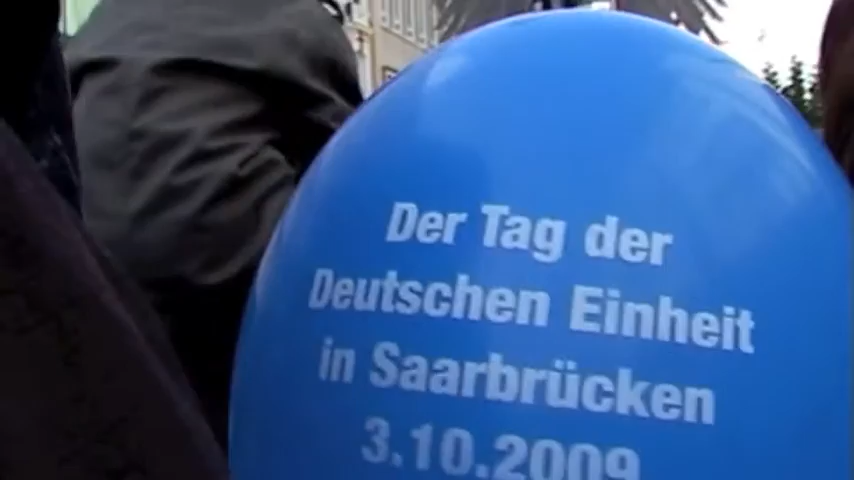 Der Tag der
Deutschen Einheit
in Saarbrücken
3.10.2009